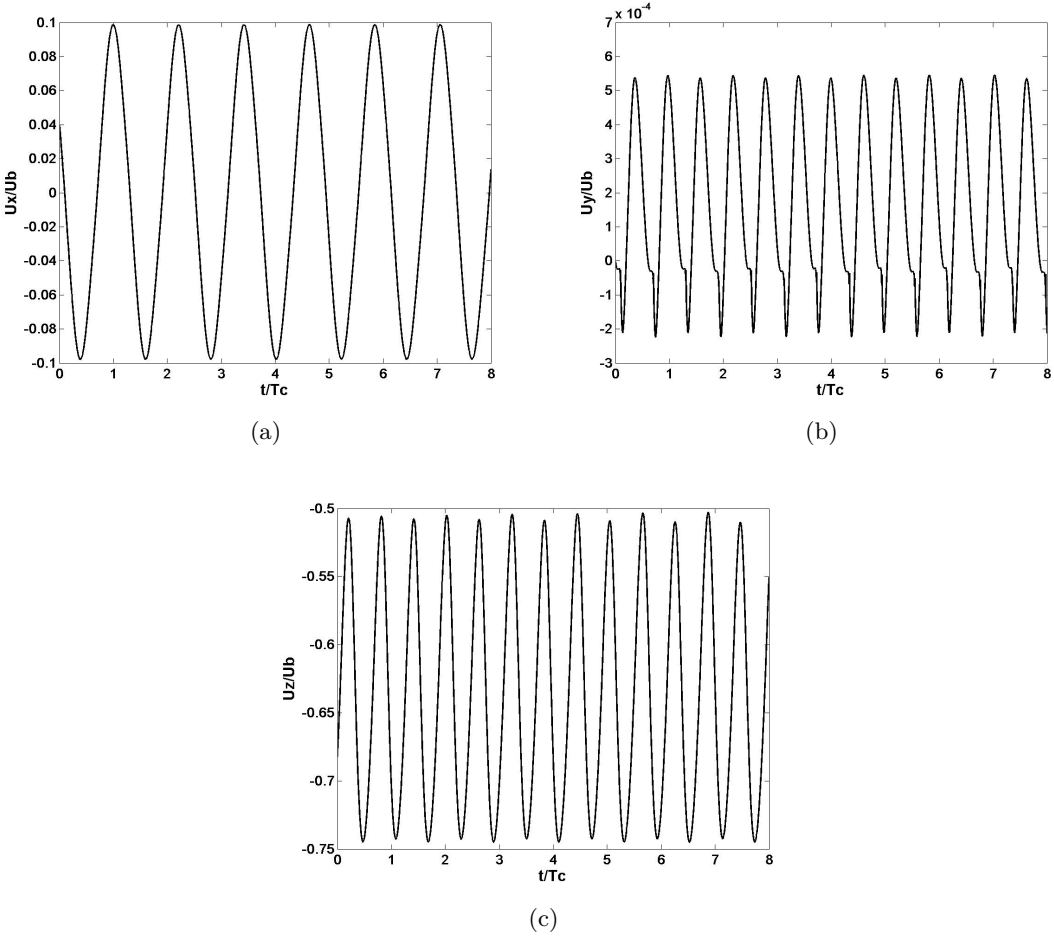 0.1
0.08
0.06
0.04
0.02
0
-0.02
-0.04
-0.06
-0.08
-0.1
Ux/Ub
0 1 2 3 4 5 6 7 8
t/Tc
(a)
x 10-4
7
6
5
4
3
2
1
0
-1
-2
-3
Uy/Ub
0 1 2 3 4 5 6 7 8
t/Tc
(b)
-0.5
-0.55
-0.6
-0.65
-0.7
-0.75
Uz/Ub
0 1 2 3 4 5 6 7 8
t/Tc
(c)